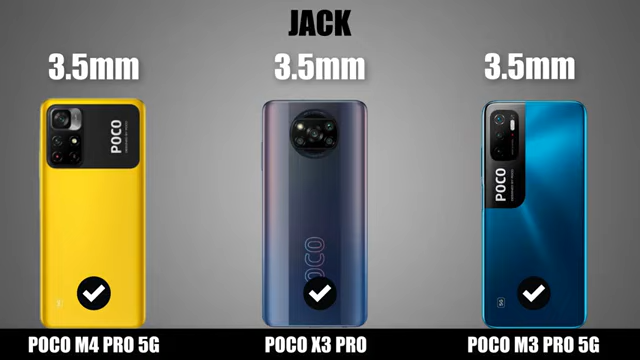 JACK
3.5mm
3.5mm
3.5mm
POCO
POCO
POCO
5G
POCO M4 PRO 5G
POCO X3 PRO
POCO M3 PRO 5G